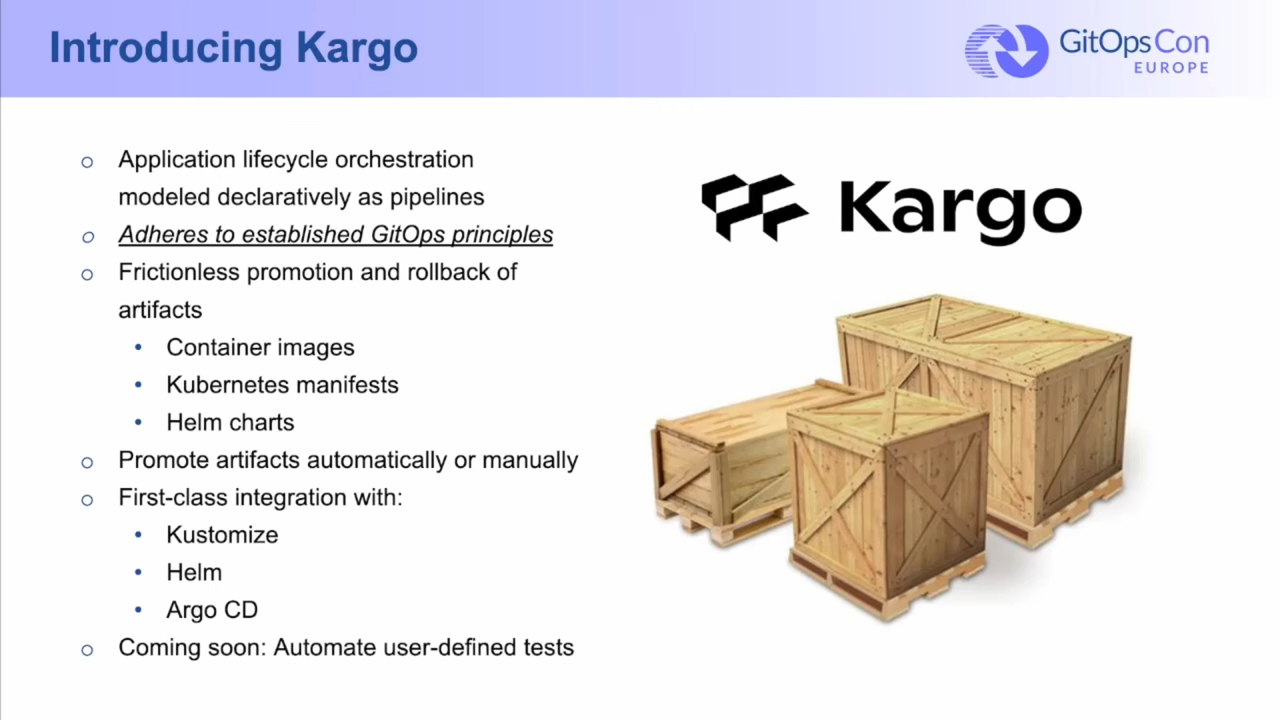 Introducing Kargo
GitOpsCon
EUROPE
Application lifecycle orchestration
modeled declaratively as pipelines
Adheres to established GitOps principles
Frictionless promotion and rollback of
artifacts
Container images
Kubernetes manifests
Helm charts
Promote artifacts automatically or manually
First-class integration with:
Kustomize
Helm
Argo CD
Coming soon: Automate user-defined tests
Kargo